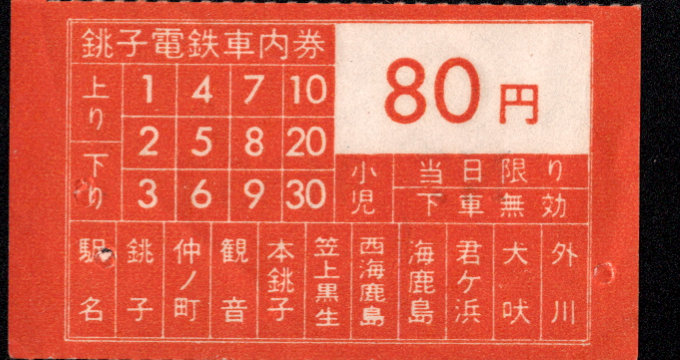 銚子電鉄車内券
80円
上り
下り
1 4 7 10
2 5 8 20
3 6 9 30
小児
当日限り
下車無効
駅名
銚子
仲ノ町
観音
本銚子
笠上黒生
西海鹿島
海鹿島
君ケ浜
犬吠
外川